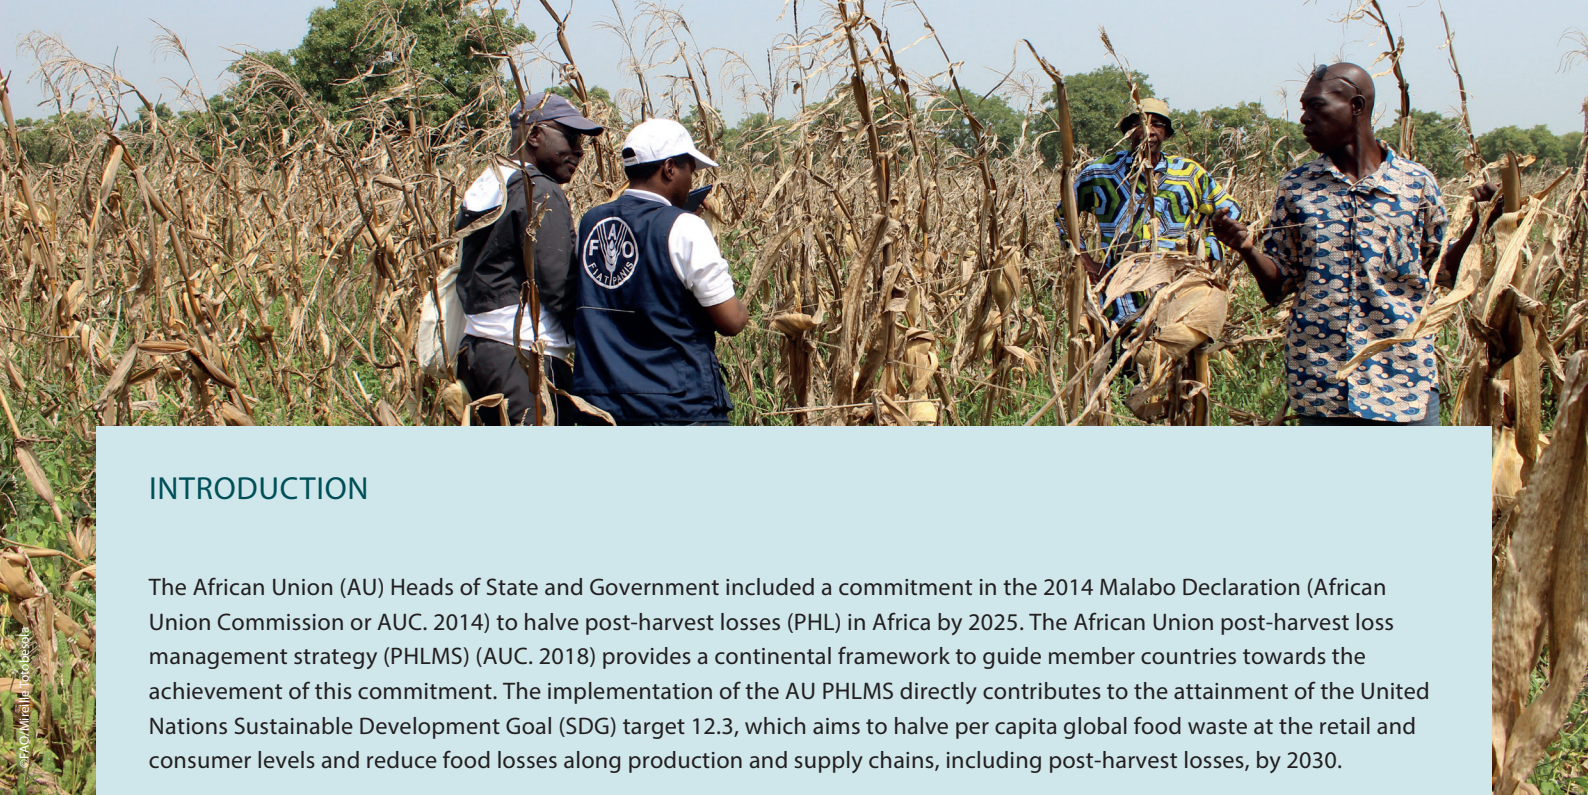 FAO
FIAT PANIS
INTRODUCTION
The African Union (AU) Heads of State and Government included a commitment in the 2014 Malabo Declaration (African
Union Commission or AUC. 2014) to halve post-harvest losses (PHL) in Africa by 2025. The African Union post-harvest loss
management strategy (PHLMS) (AUC. 2018) provides a continental framework to guide member countries towards the
achievement of this commitment. The implementation of the AU PHLMS directly contributes to the attainment of the United
Nations Sustainable Development Goal (SDG) target 12.3, which aims to halve per capita global food waste at the retail and
consumer levels and reduce food losses along production and supply chains, including post-harvest losses, by 2030.
©FAO/Mireille Totobesola